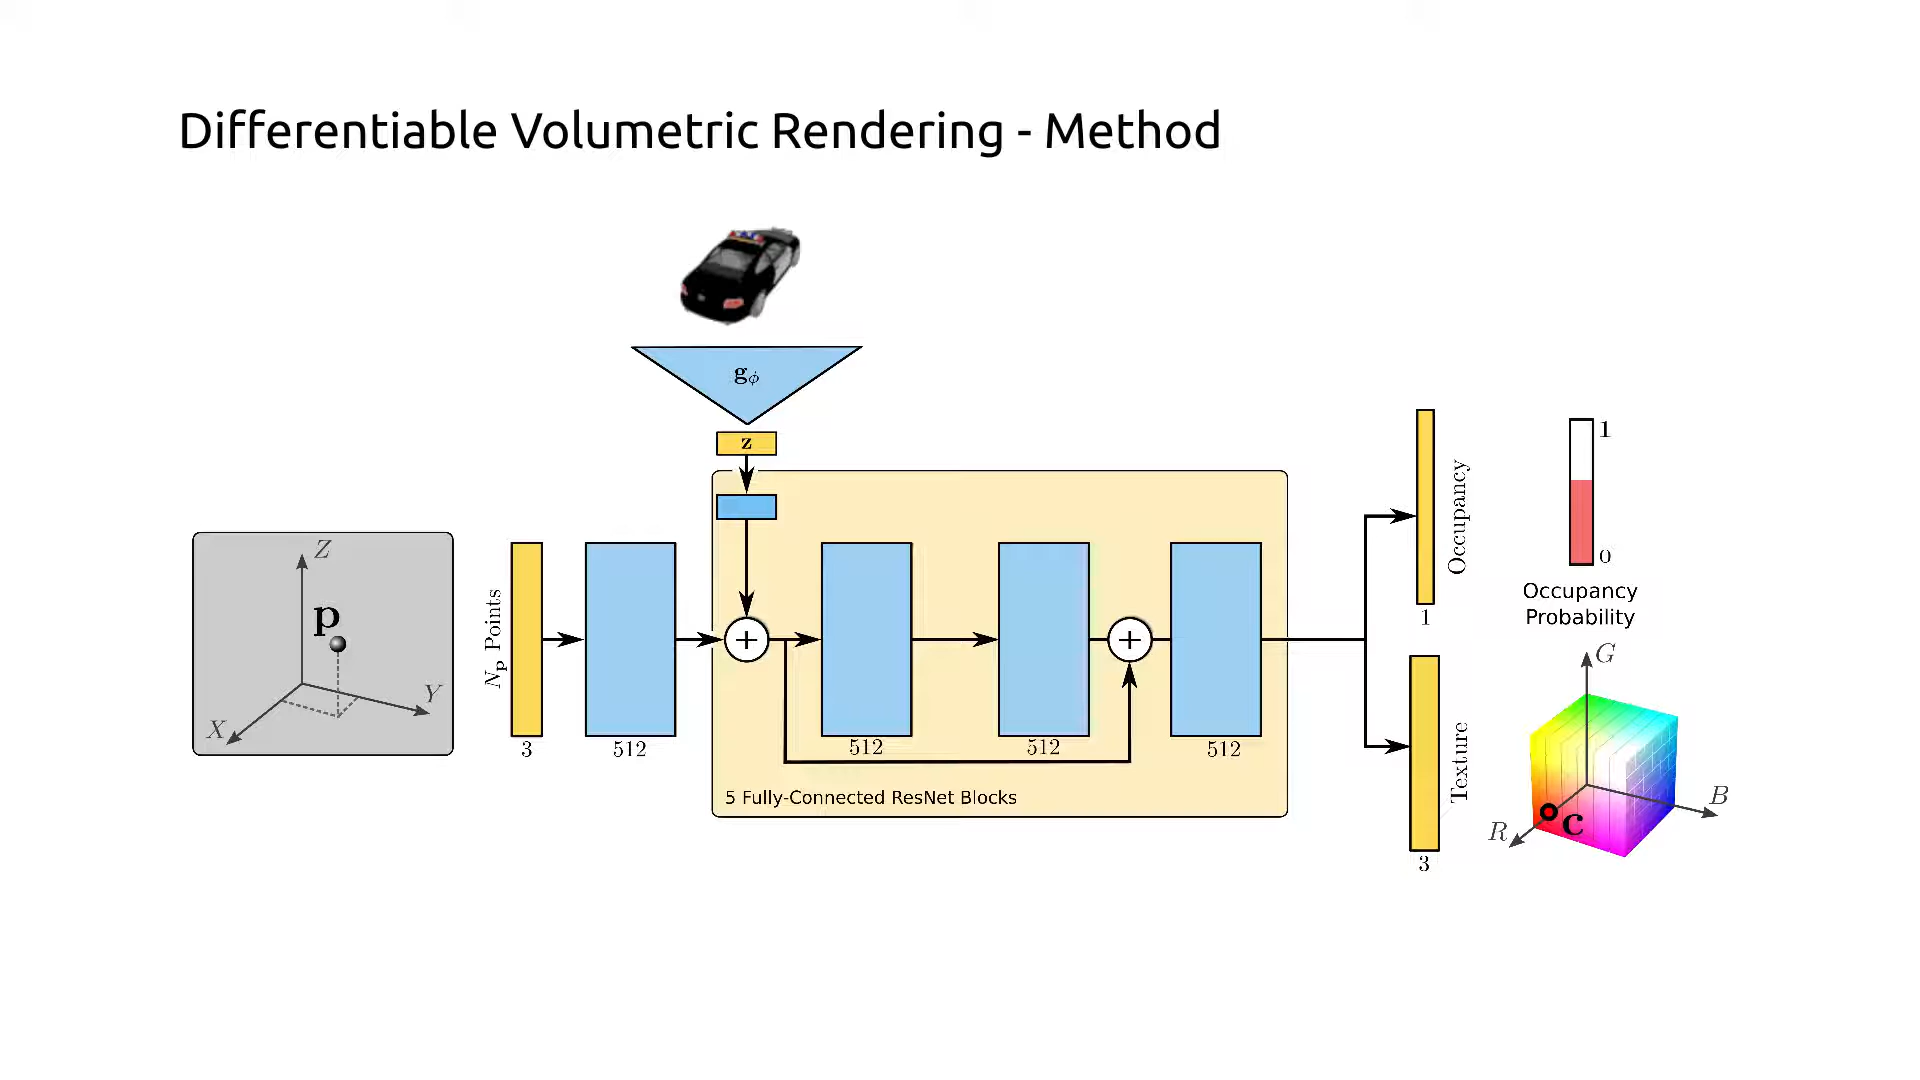 Differentiable Volumetric Rendering - Method
g_ϕ
z
Z
p
Y
X
N_p Points
3
512
+
512
512
+
512
5 Fully-Connected ResNet Blocks
Occupancy
1
1
0
Occupancy
Probability
Texture
3
G
B
R
c